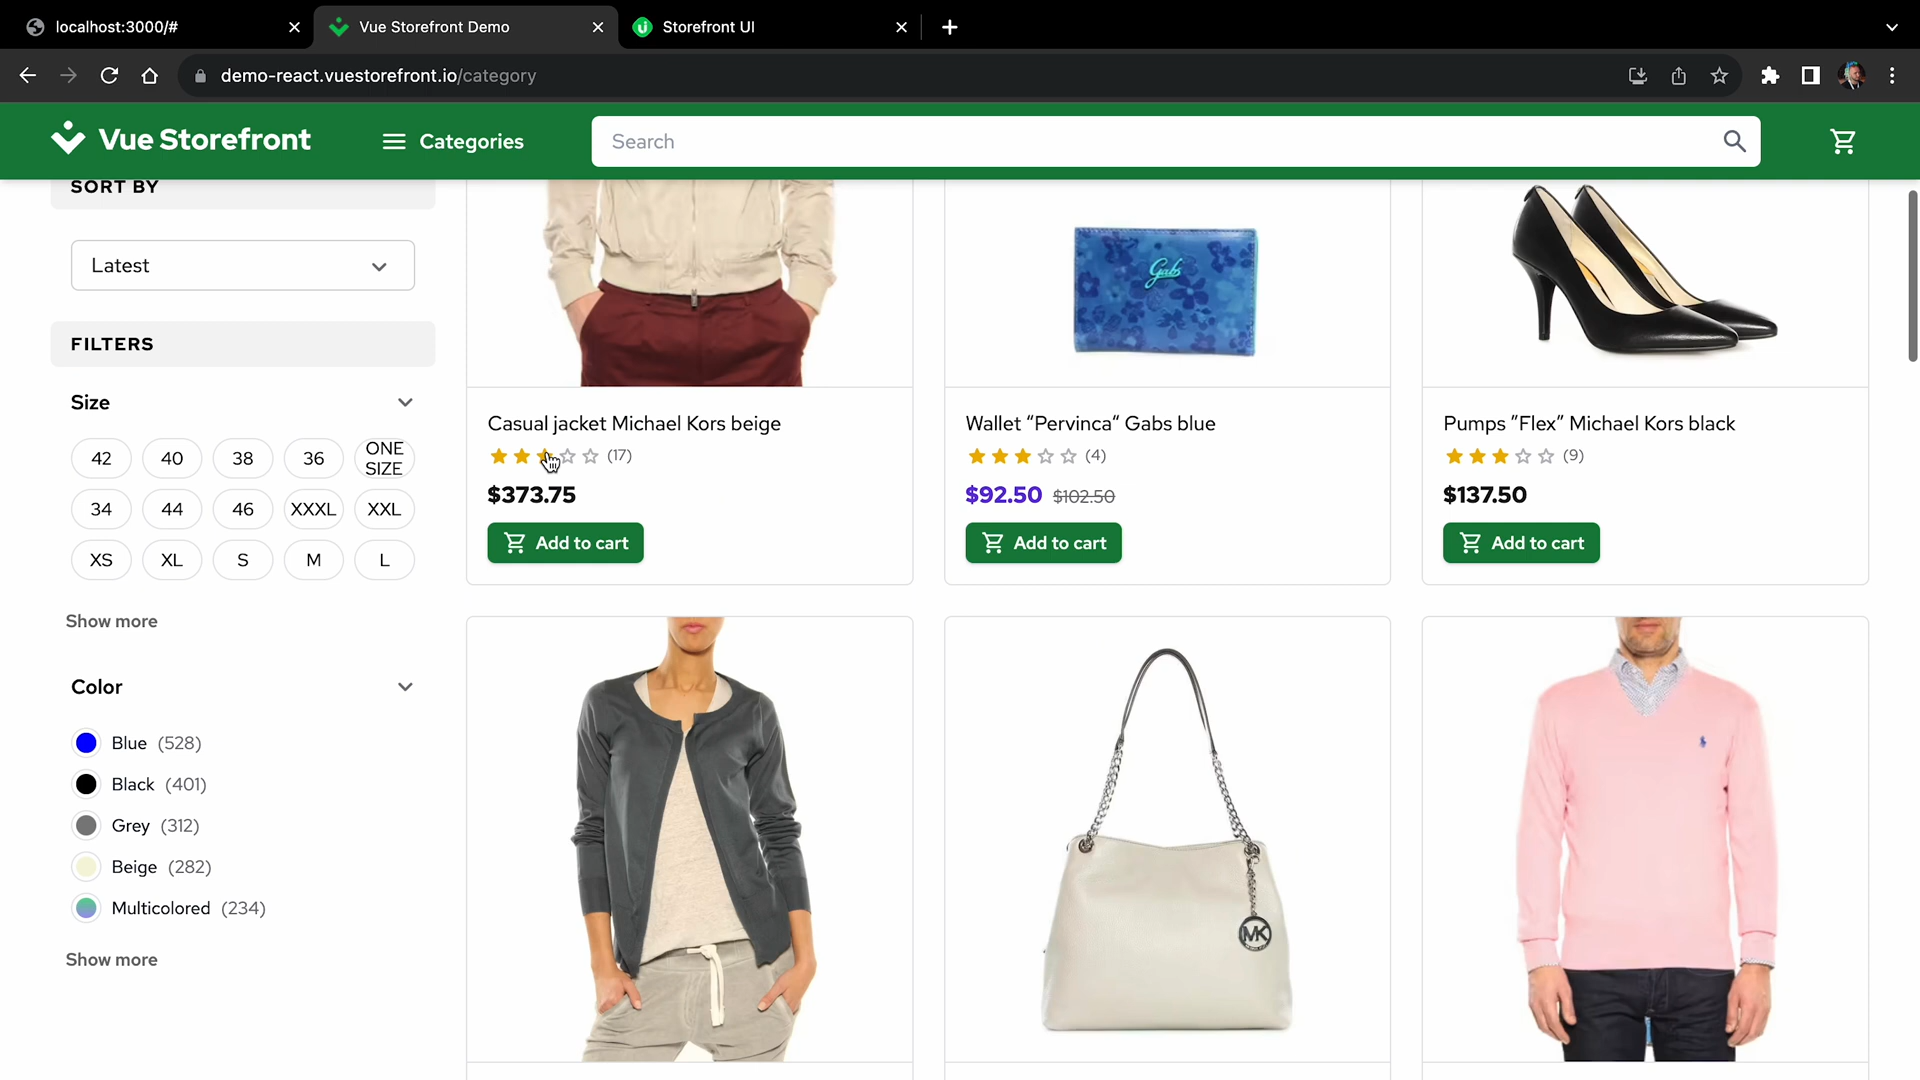 localhost:3000/#
Vue Storefront Demo
Storefront UI
demo-react.vuestorefront.io/category
Vue Storefront
Categories
Search
SORT BY
Latest
FILTERS
Size
42 40 38 36 ONE SIZE
34 44 46 XXXL XXL
XS XL S M L
Show more
Color
Blue (528)
Black (401)
Grey (312)
Beige (282)
Multicolored (234)
Show more
Casual jacket Michael Kors beige
(17)
$373.75
Add to cart
Gabs
Wallet “Pervinca“ Gabs blue
(4)
$92.50 $102.50
Add to cart
Pumps ”Flex” Michael Kors black
(9)
$137.50
Add to cart
MK